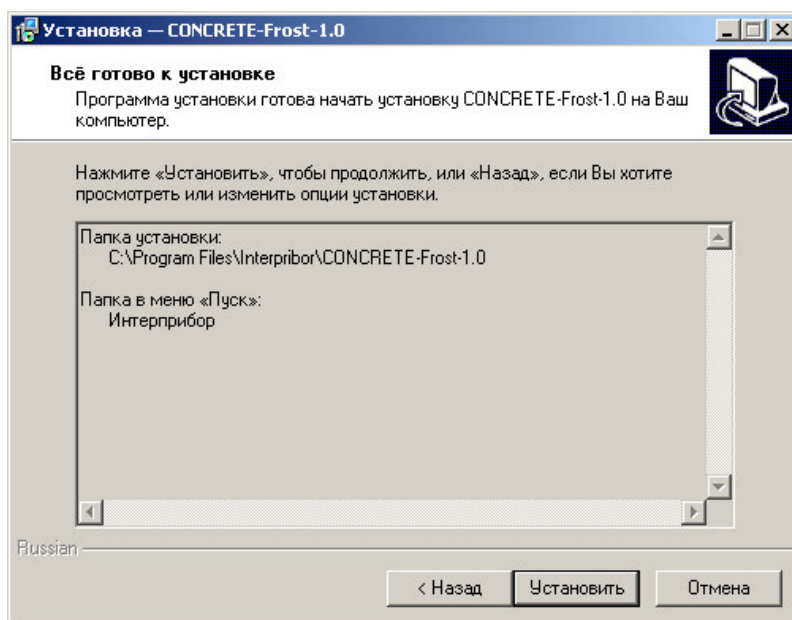 Установка — CONCRETE-Frost-1.0
Всё готово к установке
Программа установки готова начать установку CONCRETE-Frost-1.0 на Ваш
компьютер.
Нажмите «Установить», чтобы продолжить, или «Назад», если Вы хотите
просмотреть или изменить опции установки.
Папка установки:
C:\Program Files\Interpribor\CONCRETE-Frost-1.0
Папка в меню «Пуск»:
Интерприбор
Russian
< Назад
Установить
Отмена